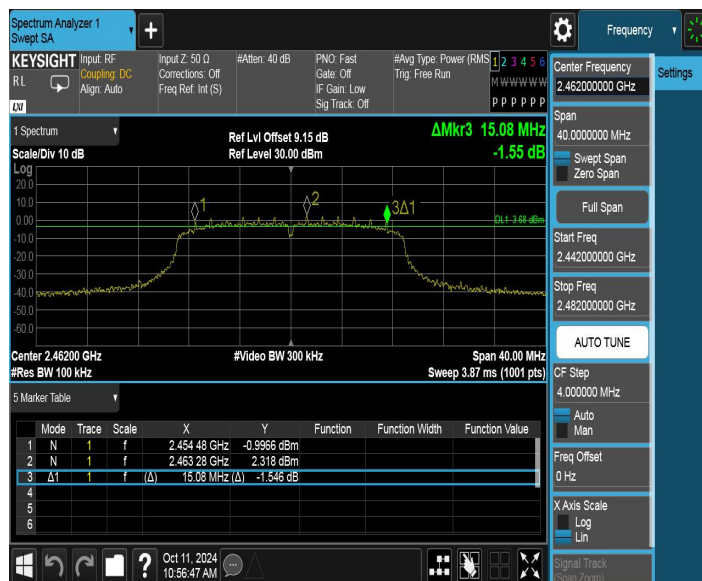 Spectrum Analyzer 1
Swept SA
+
Frequency
KEYSIGHT
R L
LNI
Input: RF
Coupling: DC
Align: Auto
Input Z: 50 Ω
Corrections: Off
Freq Ref: Int (S)
#Atten: 40 dB
PNO: Fast
Gate: Off
IF Gain: Low
Sig Track: Off
#Avg Type: Power (RMS
Trig: Free Run
1 2 3 4 5 6
M W W W W W
P P P P P P
1 Spectrum
Scale/Div 10 dB
Ref Lvl Offset 9.15 dB
Ref Level 30.00 dBm
ΔMkr3 15.08 MHz
-1.55 dB
Log
20.0
10.0
0.00
-10.0
-20.0
-30.0
-40.0
-50.0
-60.0
1
2
3Δ1
DL1 -3.68 dBm
Center 2.46200 GHz
#Res BW 100 kHz
#Video BW 300 kHz
Span 40.00 MHz
Sweep 3.87 ms (1001 pts)
5 Marker Table
Mode Trace Scale X Y Function Function Width Function Value
1 N 1 f 2.454 48 GHz -0.9966 dBm
2 N 1 f 2.463 28 GHz 2.318 dBm
3 Δ1 1 f (Δ) 15.08 MHz (Δ) -1.546 dB
4
5
6
?
Oct 11, 2024
10:56:47 AM
Center Frequency
2.462000000 GHz
Span
40.0000000 MHz
Swept Span
Zero Span
Full Span
Start Freq
2.442000000 GHz
Stop Freq
2.482000000 GHz
AUTO TUNE
CF Step
4.000000 MHz
Auto
Man
Freq Offset
0 Hz
X Axis Scale
Log
Lin
Signal Track
(Span Zoom)
Settings